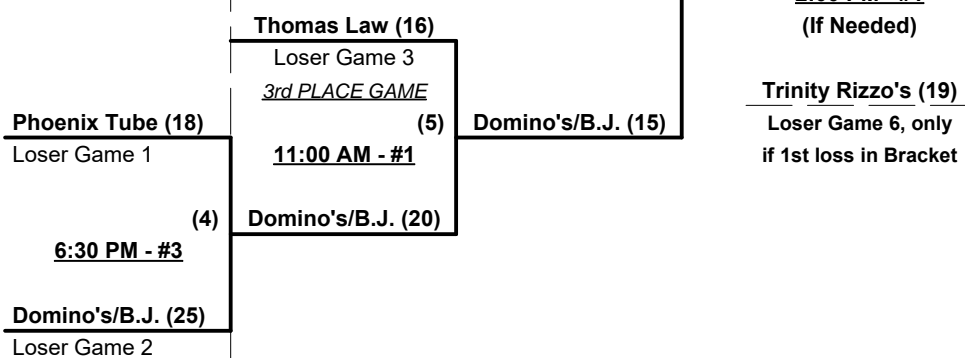 Thomas Law (16)
Loser Game 3
3rd PLACE GAME
(5)
11:00 AM - #1
Phoenix Tube (18)
Loser Game 1
(4)
6:30 PM - #3
Domino's/B.J. (20)
Domino's/B.J. (25)
Loser Game 2
Domino's/B.J. (15)
(If Needed)
Trinity Rizzo's (19)
Loser Game 6, only
if 1st loss in Bracket